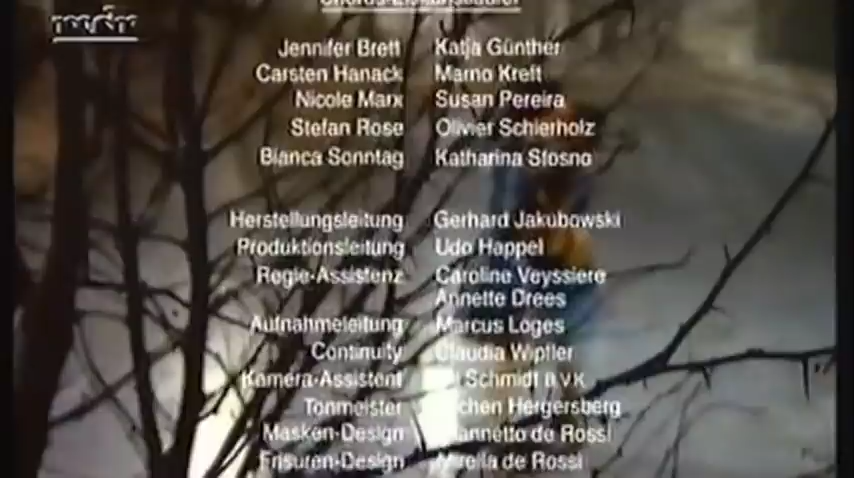 mdr
Jennifer Brett Katja Günther
Carsten Hanack Marno Kreft
Nicole Marx Susan Pereira
Stefan Rose Olivier Schierholz
Bianca Sonntag Katharina Stosno
Herstellungsleitung Gerhard Jakubowski
Produktionsleitung Udo Happel
Regie-Assistenz Caroline Veyssiere
Annette Drees
Aufnahmeleitung Marcus Loges
Continuity Claudia Wipfler
Kamera-Assistent Schmidt B.V.K.
Tonmeister Hergersberg
Masken-Design de Rossi
Frisuren-Design Mirella de Rossi